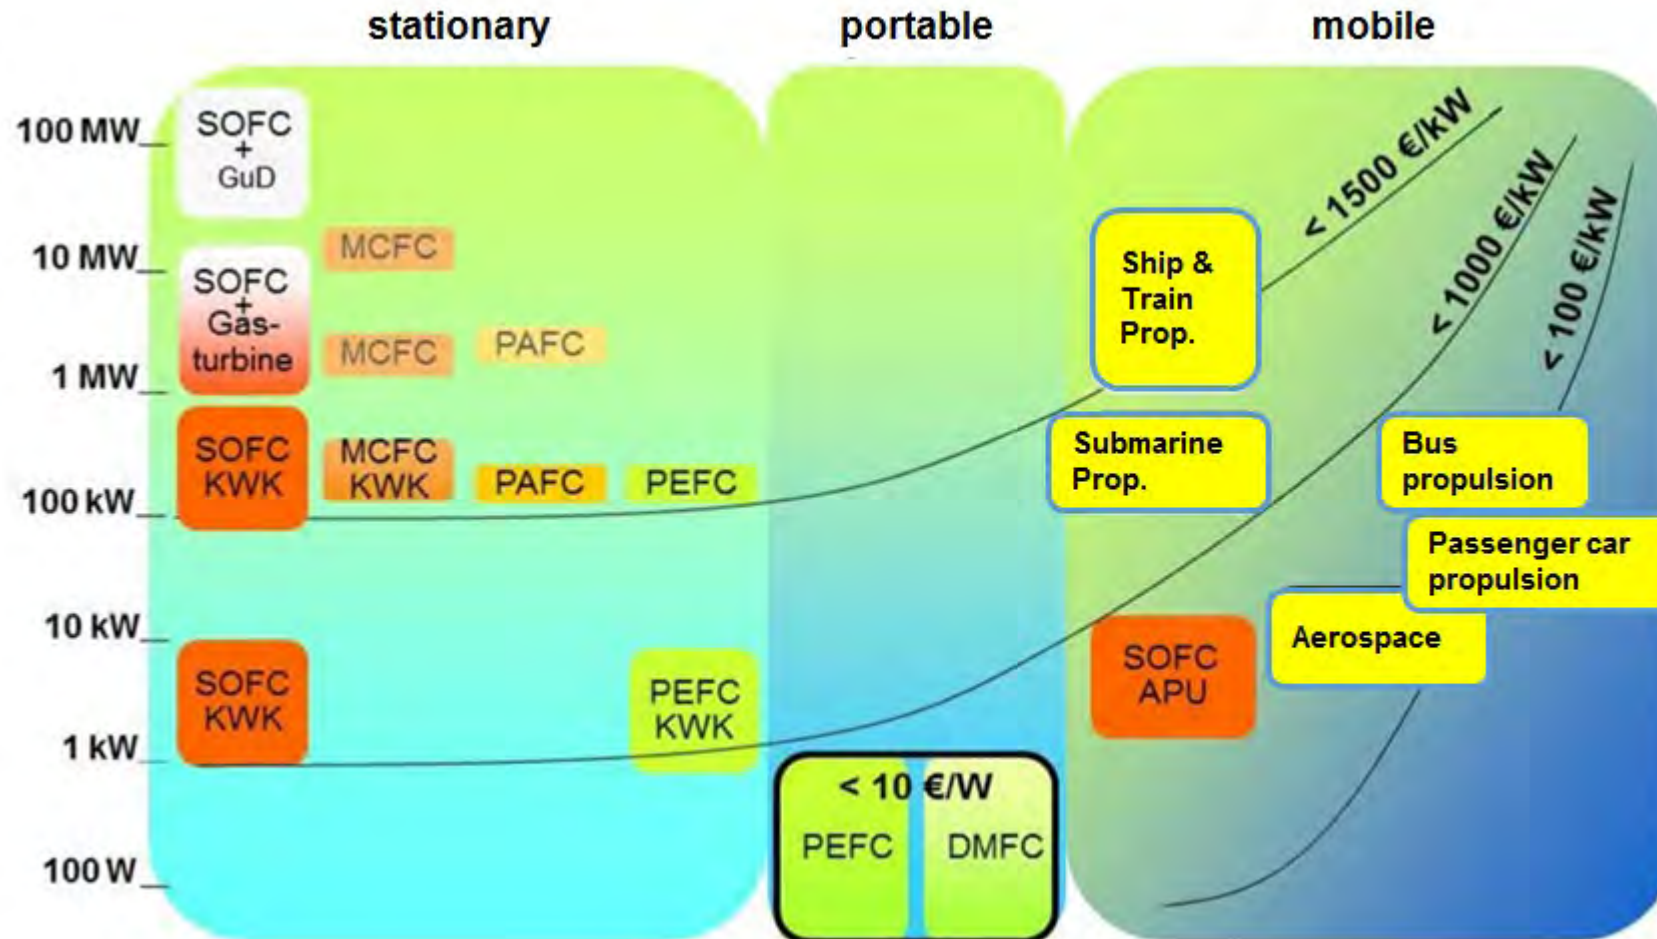 stationary
portable
mobile
100 MW
10 MW
1 MW
100 kW
10 kW
1 kW
100 W
SOFC
+
GuD
SOFC
+
Gas-
turbine
SOFC
KWK
SOFC
KWK
MCFC
MCFC
MCFC
KWK
PAFC
PAFC
PEFC
PEFC
KWK
< 10 €/W
PEFC
DMFC
< 1500 €/kW
< 1000 €/kW
< 100 €/kW
Ship &
Train
Prop.
Submarine
Prop.
Bus
propulsion
Passenger car
propulsion
Aerospace
SOFC
APU